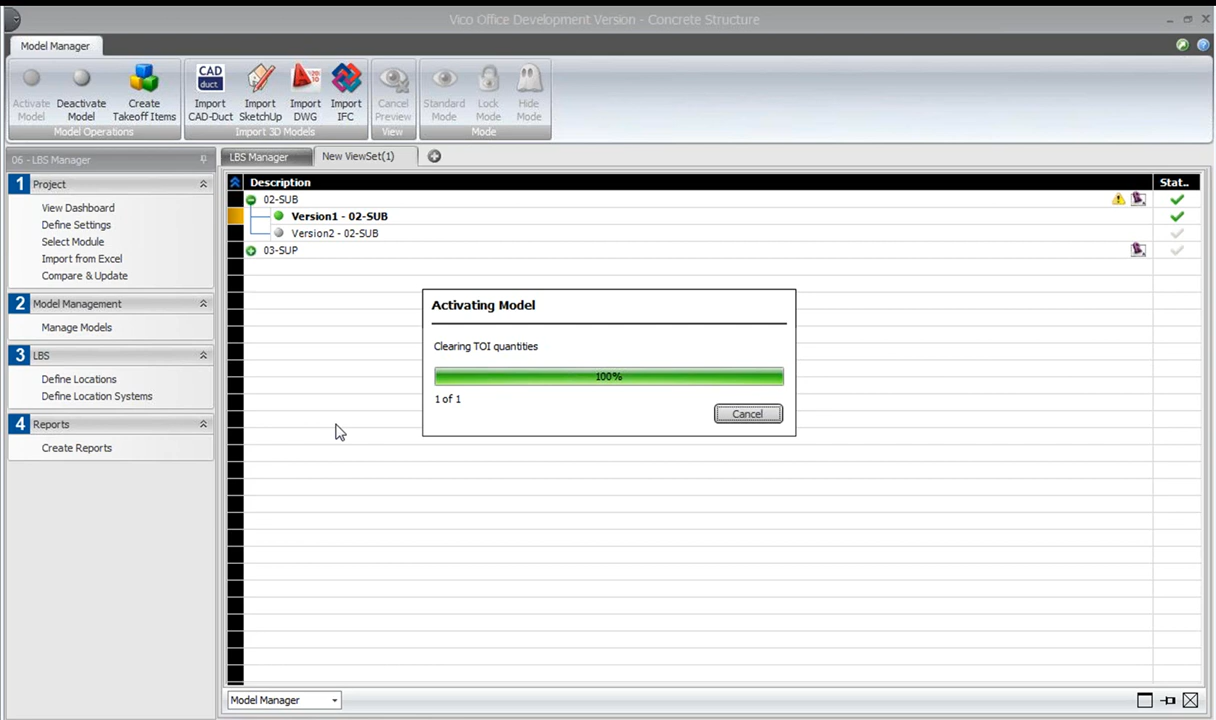 Vico Office Development Version - Concrete Structure
Model Manager
Activate Model
Deactivate Model
Create Takeoff Items
Model Operations
CAD duct
Import CAD-Duct
Import SketchUp
Import DWG
Import IFC
Import 3D Models
Cancel Preview
View
Standard Mode
Lock Mode
Hide Mode
Mode
06 - LBS Manager
1 Project
View Dashboard
Define Settings
Select Module
Import from Excel
Compare & Update
2 Model Management
Manage Models
3 LBS
Define Locations
Define Location Systems
4 Reports
Create Reports
LBS Manager
New ViewSet(1)
Description
Stat..
02-SUB
Version1 - 02-SUB
Version2 - 02-SUB
03-SUP
Activating Model
Clearing TOI quantities
100%
1 of 1
Cancel
Model Manager